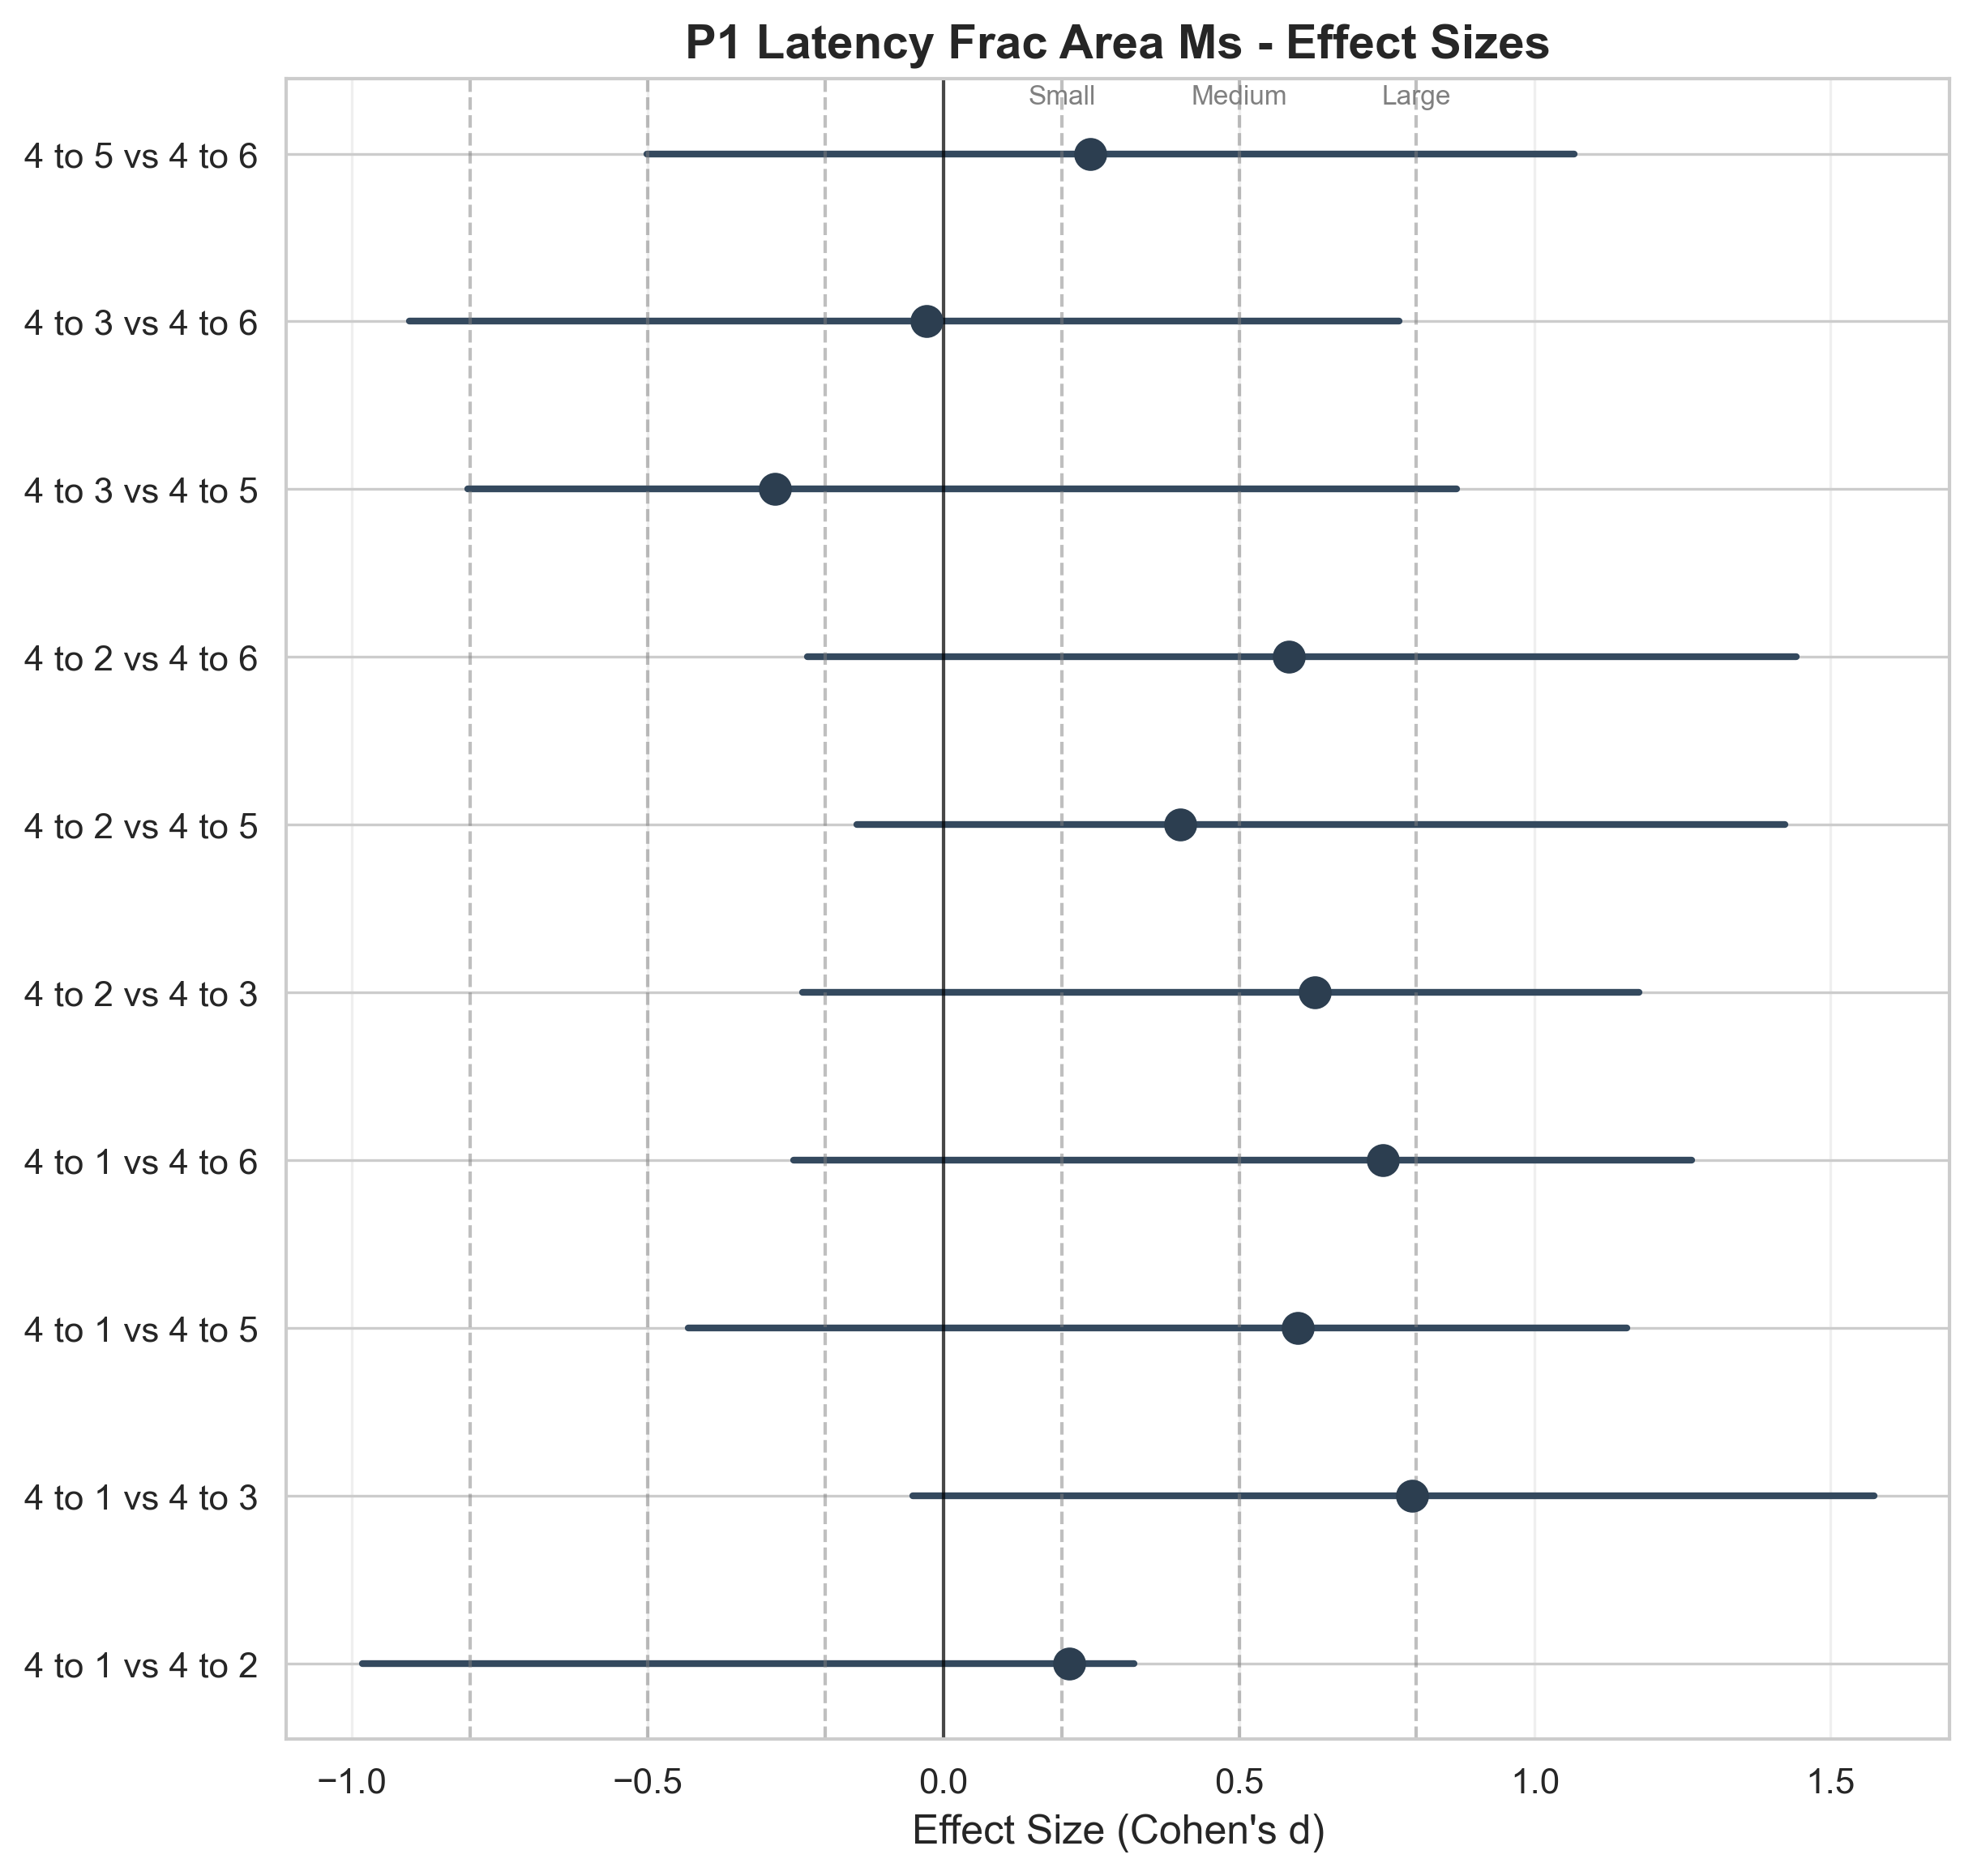 P1 Latency Frac Area Ms - Effect Sizes
Small Medium Large
4 to 5 vs 4 to 6
4 to 3 vs 4 to 6
4 to 3 vs 4 to 5
4 to 2 vs 4 to 6
4 to 2 vs 4 to 5
4 to 2 vs 4 to 3
4 to 1 vs 4 to 6
4 to 1 vs 4 to 5
4 to 1 vs 4 to 3
4 to 1 vs 4 to 2
−1.0 −0.5 0.0 0.5 1.0 1.5
Effect Size (Cohen's d)